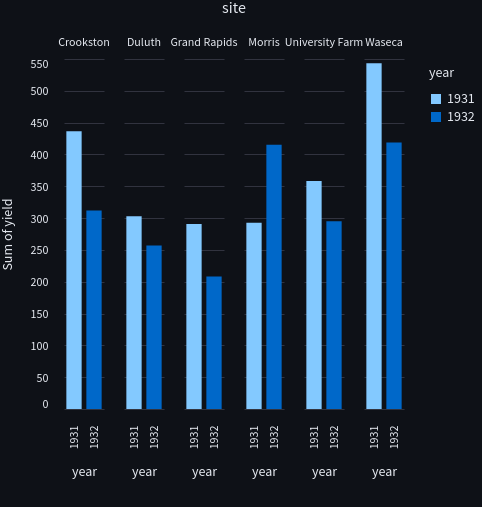 site
Crookston Duluth Grand Rapids Morris University Farm Waseca
year
1931
1932
Sum of yield
550
500
450
400
350
300
250
200
150
100
50
0
1931 1932 1931 1932 1931 1932 1931 1932 1931 1932 1931 1932
year year year year year year